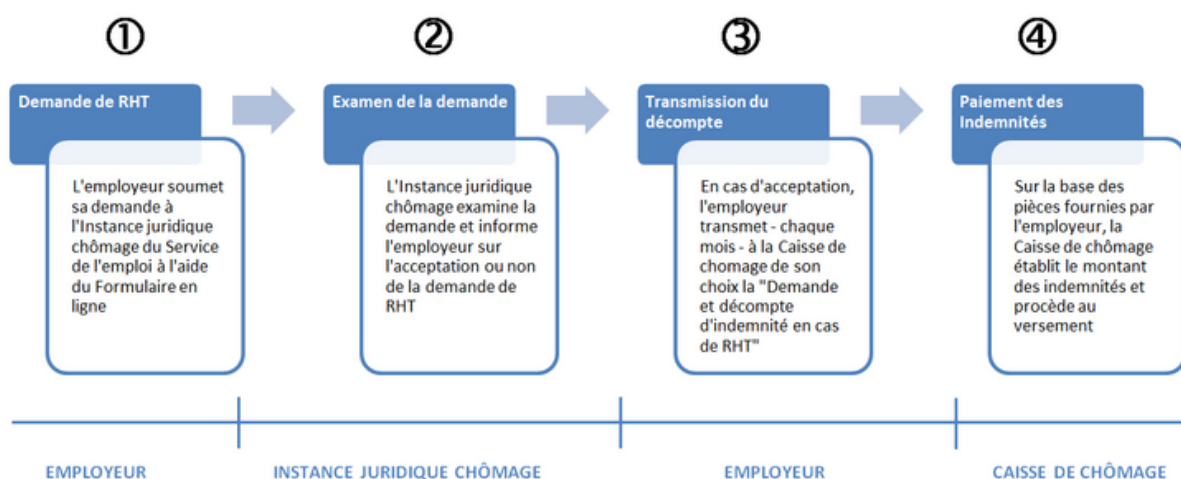 ①
②
③
④
Demande de RHT
Examen de la demande
Transmission du
décompte
Paiement des
Indemnités
L'employeur soumet
sa demande à
l'Instance juridique
chômage du Service
de l'emploi à l'aide
du Formulaire en
ligne
L'Instance juridique
chômage examine la
demande et informe
l'employeur sur
l'acceptation ou non
de la demande de
RHT
En cas d'acceptation,
l'employeur
transmet - chaque
mois - à la Caisse de
chomage de son
choix la "Demande
et décompte
d'indemnité en cas
de RHT"
Sur la base des
pièces fournies par
l'employeur, la
Caisse de chômage
établit le montant
des indemnités et
procède au
versement
EMPLOYEUR
INSTANCE JURIDIQUE CHÔMAGE
EMPLOYEUR
CAISSE DE CHÔMAGE